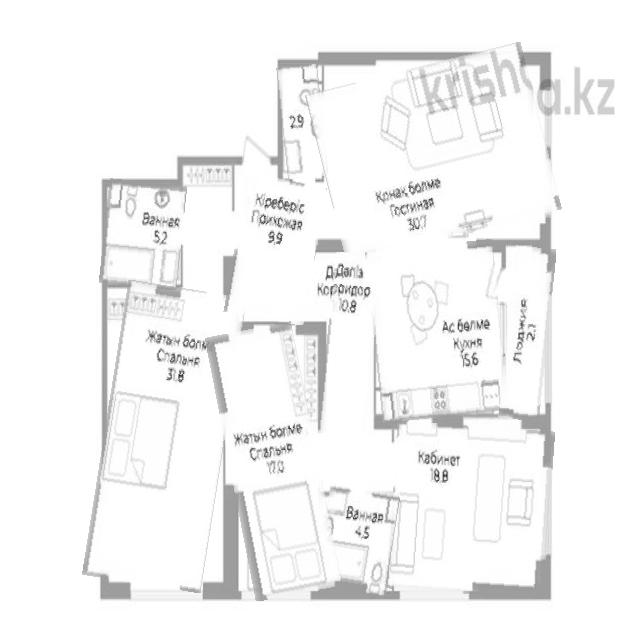 krisha.kz
2.9
Қонақ бөлме
Гостиная
30.7
Кіреберіс
Прихожая
9.9
Ванная
5.2
Дәліз
Корридор
10.8
Ас бөлме
Кухня
15.6
Лоджия
2.7
Жатын бөлме
Спальня
31.8
Жатын бөлме
Спальня
17.0
Кабинет
18.8
Ванная
4.5